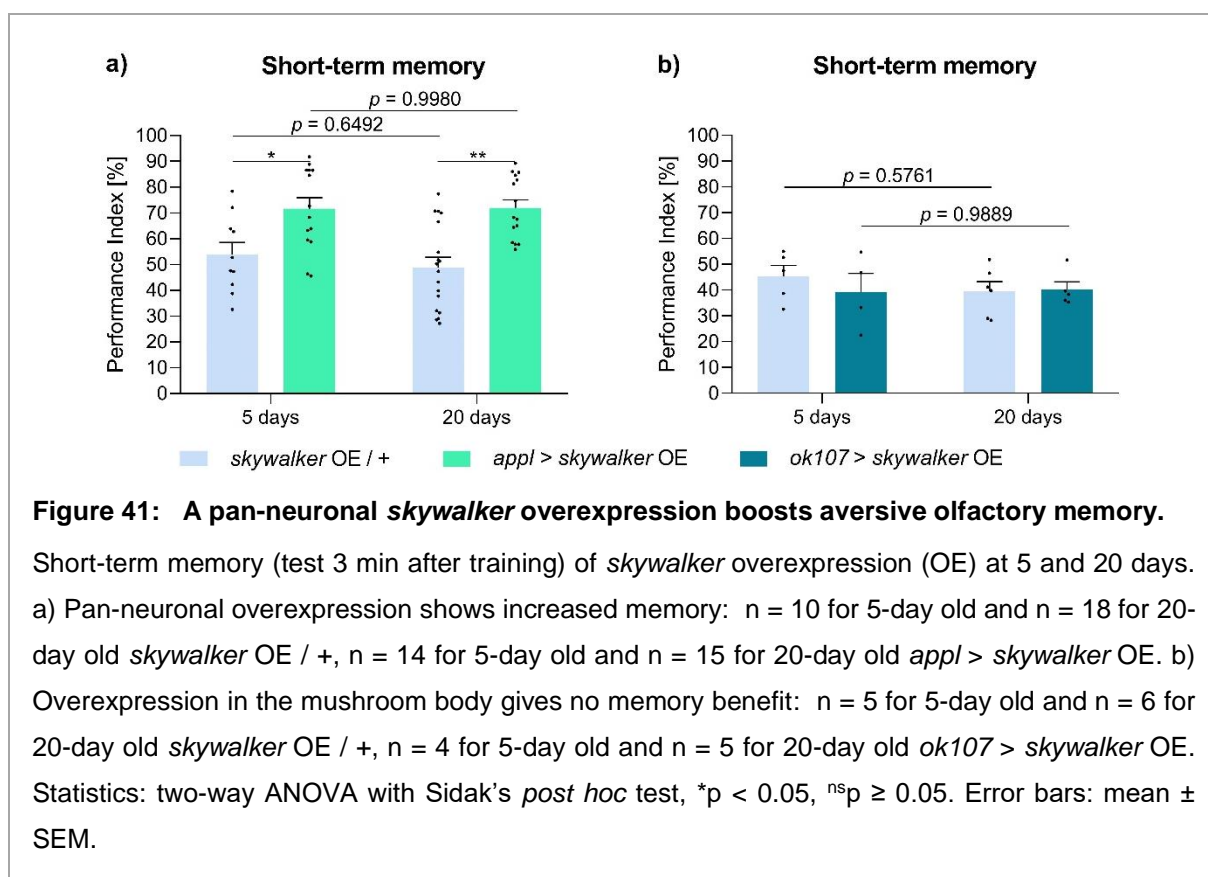 a)
Short-term memory
p = 0.9980
p = 0.6492
*
**
100
90
80
70
60
50
40
30
20
10
0
Performance Index [%]
5 days
20 days
b)
Short-term memory
p = 0.5761
p = 0.9889
100
90
80
70
60
50
40
30
20
10
0
Performance Index [%]
5 days
20 days
skywalker OE / +
appl > skywalker OE
ok107 > skywalker OE
Figure 41: A pan-neuronal skywalker overexpression boosts aversive olfactory memory.
Short-term memory (test 3 min after training) of skywalker overexpression (OE) at 5 and 20 days.
a) Pan-neuronal overexpression shows increased memory: n = 10 for 5-day old and n = 18 for 20-
day old skywalker OE / +, n = 14 for 5-day old and n = 15 for 20-day old appl > skywalker OE. b)
Overexpression in the mushroom body gives no memory benefit: n = 5 for 5-day old and n = 6 for
20-day old skywalker OE / +, n = 4 for 5-day old and n = 5 for 20-day old ok107 > skywalker OE.
Statistics: two-way ANOVA with Sidak's post hoc test, *p < 0.05, nsp ≥ 0.05. Error bars: mean ±
SEM.